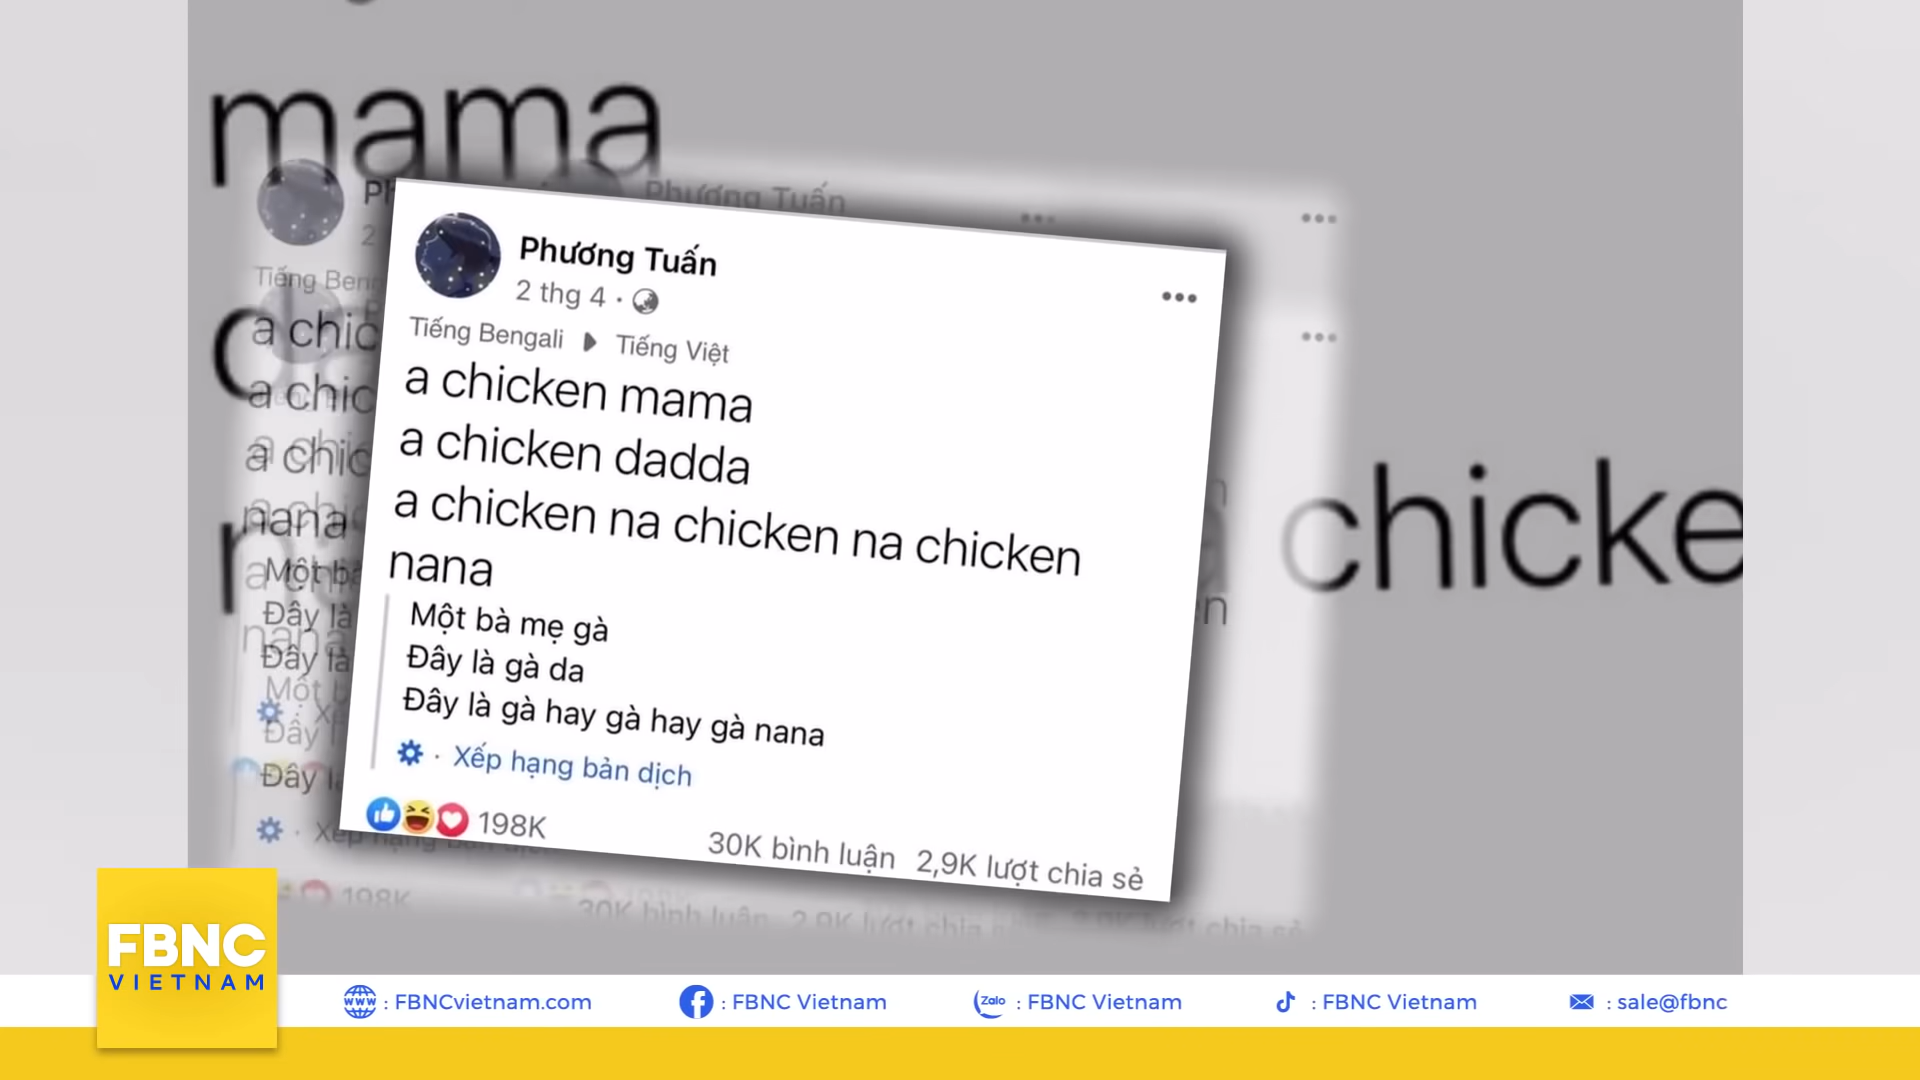 mama
Phương Tuấn
2 thg 4 ·
Tiếng Bengali ▸ Tiếng Việt
a chicken mama
a chicken dadda
a chicken na chicken na chicken
nana
Một bà mẹ gà
Đây là gà da
Đây là gà hay gà hay gà nana
· Xếp hạng bản dịch
198K
30K bình luận 2,9K lượt chia sẻ
chicke
FBNC
VIETNAM
www : FBNCvietnam.com
: FBNC Vietnam
Zalo : FBNC Vietnam
: FBNC Vietnam
: sale@fbnc